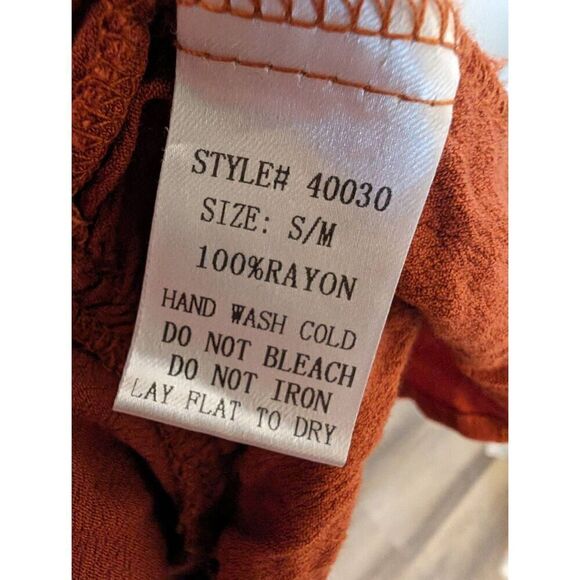 STYLE# 40030
SIZE: S/M
100%RAYON
HAND WASH COLD
DO NOT BLEACH
DO NOT IRON
LAY FLAT TO DRY